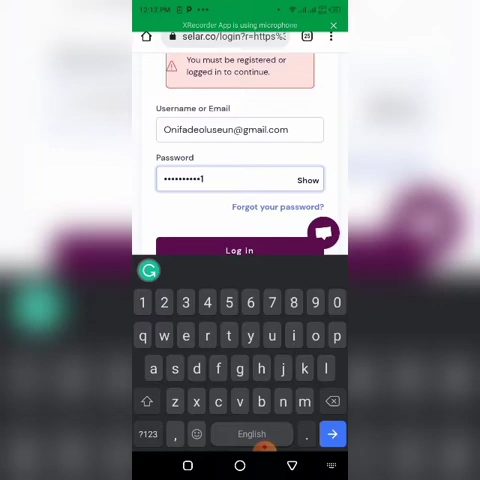 12:13 PM
XRecorder App is using microphone
selar.co/login?r=https%3
25
You must be registered or
logged in to continue.
Username or Email
Onifadeoluseun@gmail.com
Password
••••••••••1 Show
Forgot your password?
Log in
1 2 3 4 5 6 7 8 9 0
q w e r t y u i o p
a s d f g h j k l
z x c v b n m
?123 , English .